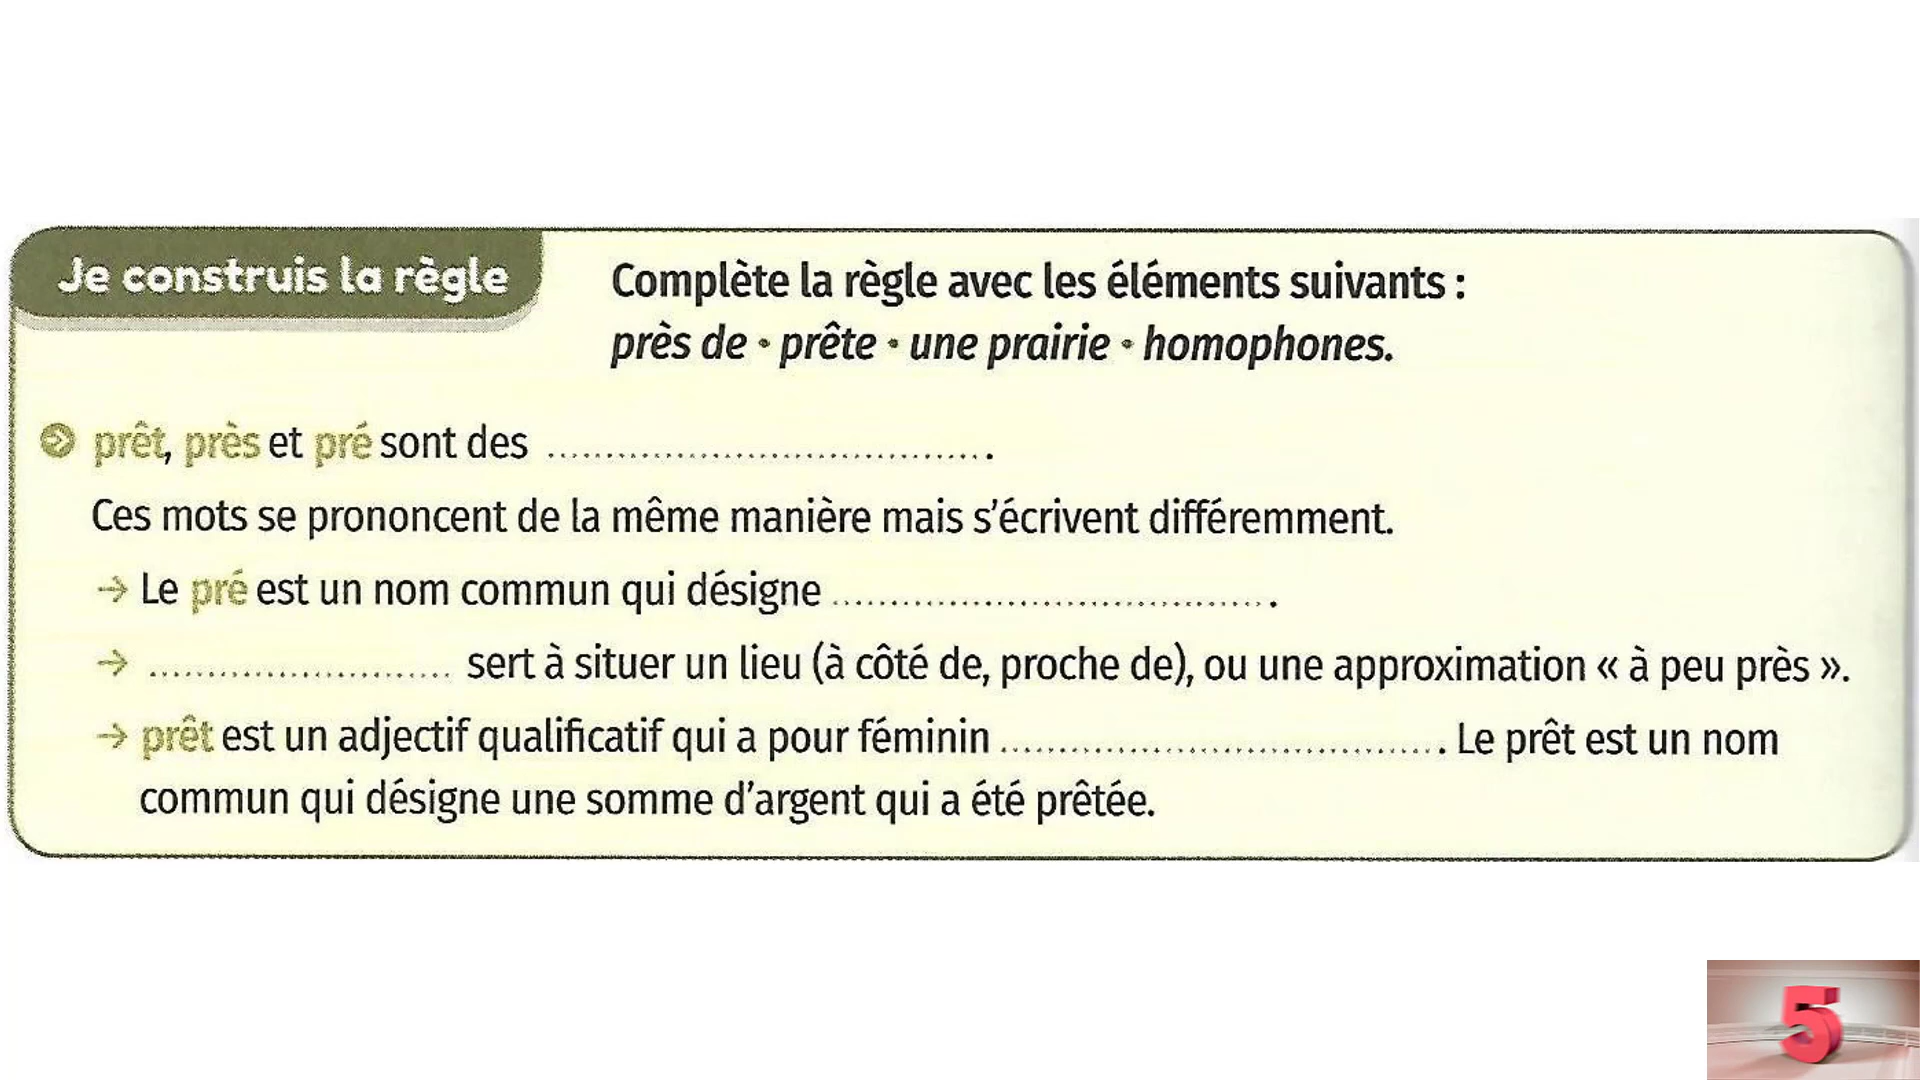 Je construis la règle
Complète la règle avec les éléments suivants :
près de • prête • une prairie • homophones.
prêt, près et pré sont des ........................................ .
Ces mots se prononcent de la même manière mais s’écrivent différemment.
→ Le pré est un nom commun qui désigne ...................................... .
→ .......................... sert à situer un lieu (à côté de, proche de), ou une approximation « à peu près ».
→ prêt est un adjectif qualificatif qui a pour féminin ...................................... . Le prêt est un nom
commun qui désigne une somme d’argent qui a été prêtée.
5